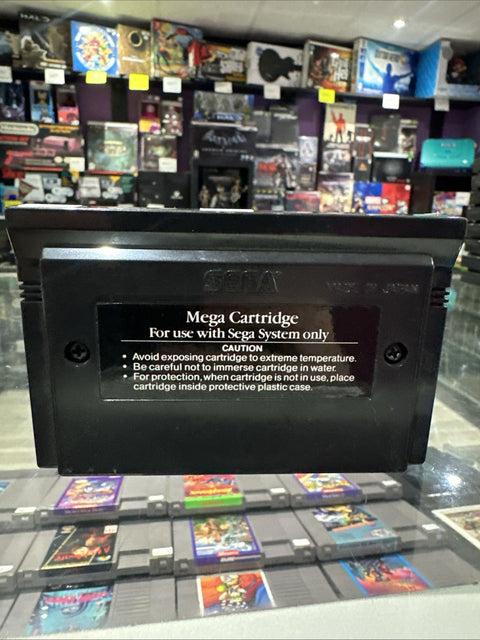 HALO
SEGA
MADE IN JAPAN
Mega Cartridge
For use with Sega System only
CAUTION
• Avoid exposing cartridge to extreme temperature.
• Be careful not to immerse cartridge in water.
• For protection, when cartridge is not in use, place
cartridge inside protective plastic case.